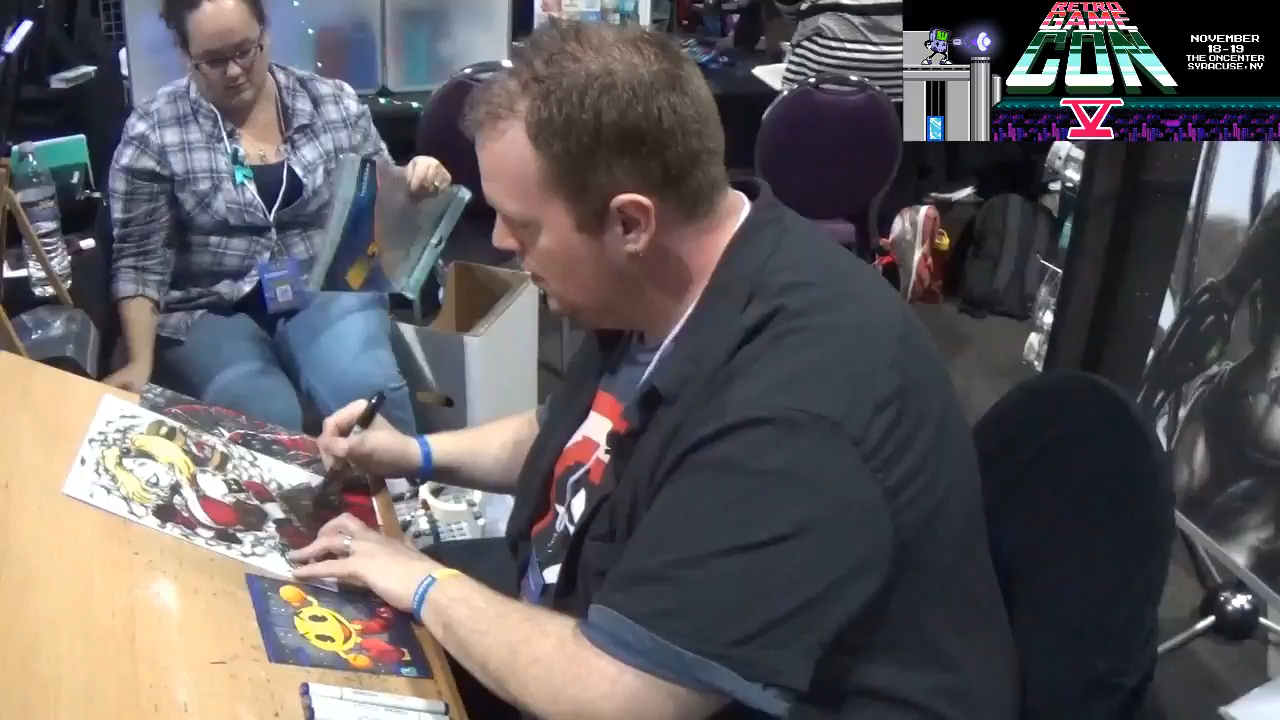 RETRO
GAME
CON
V
NOVEMBER
18-19
THE ONCENTER
SYRACUSE, NY